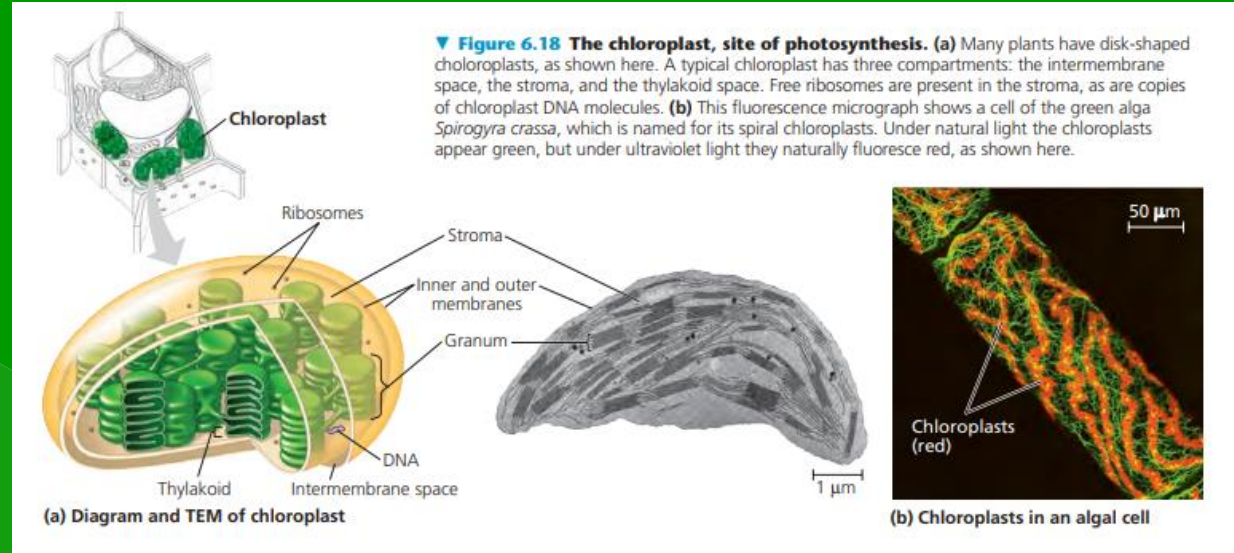 ▼ Figure 6.18 The chloroplast, site of photosynthesis. (a) Many plants have disk-shaped
choloroplasts, as shown here. A typical chloroplast has three compartments: the intermembrane
space, the stroma, and the thylakoid space. Free ribosomes are present in the stroma, as are copies
of chloroplast DNA molecules. (b) This fluorescence micrograph shows a cell of the green alga
Spirogyra crassa, which is named for its spiral chloroplasts. Under natural light the chloroplasts
appear green, but under ultraviolet light they naturally fluoresce red, as shown here.
Chloroplast
Ribosomes
Stroma
Inner and outer
membranes
Granum
DNA
Thylakoid
Intermembrane space
1 μm
(a) Diagram and TEM of chloroplast
50 μm
Chloroplasts
(red)
(b) Chloroplasts in an algal cell